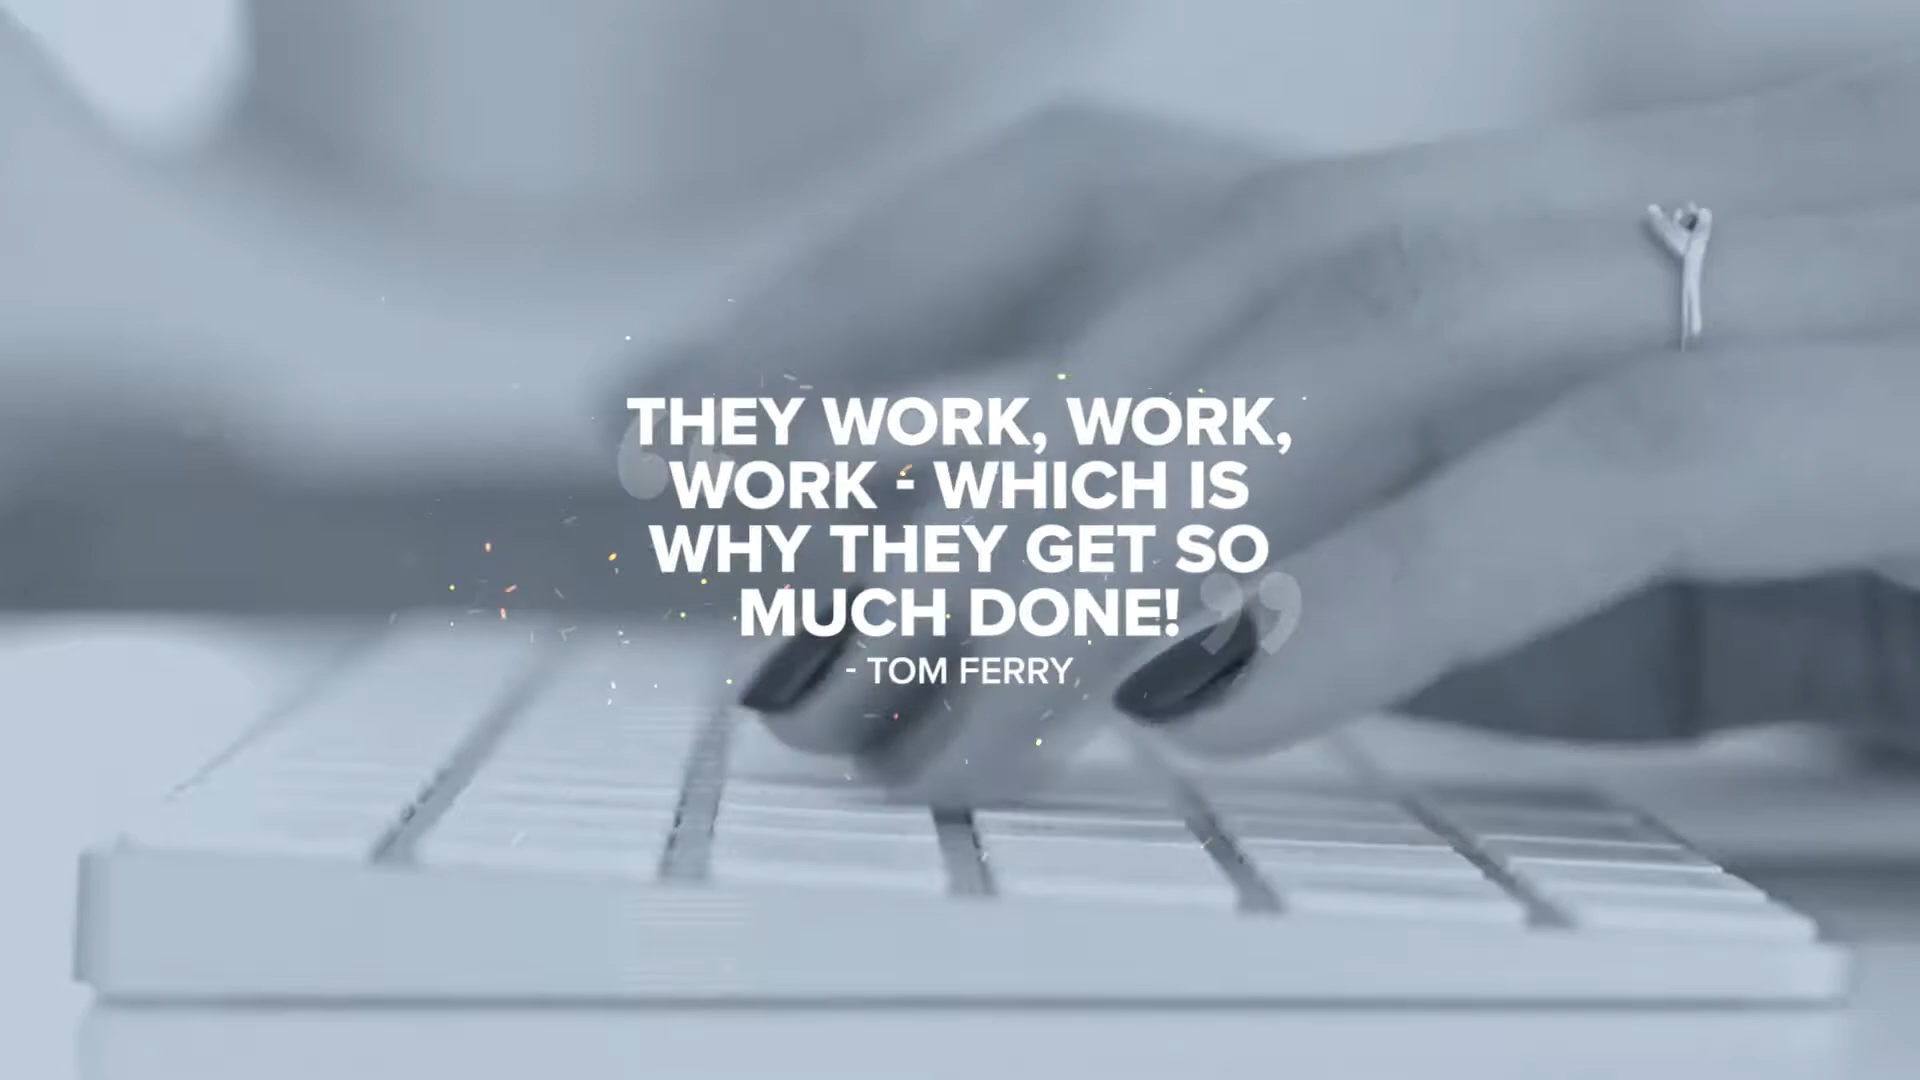 THEY WORK, WORK,
WORK - WHICH IS
WHY THEY GET SO
MUCH DONE!
- TOM FERRY